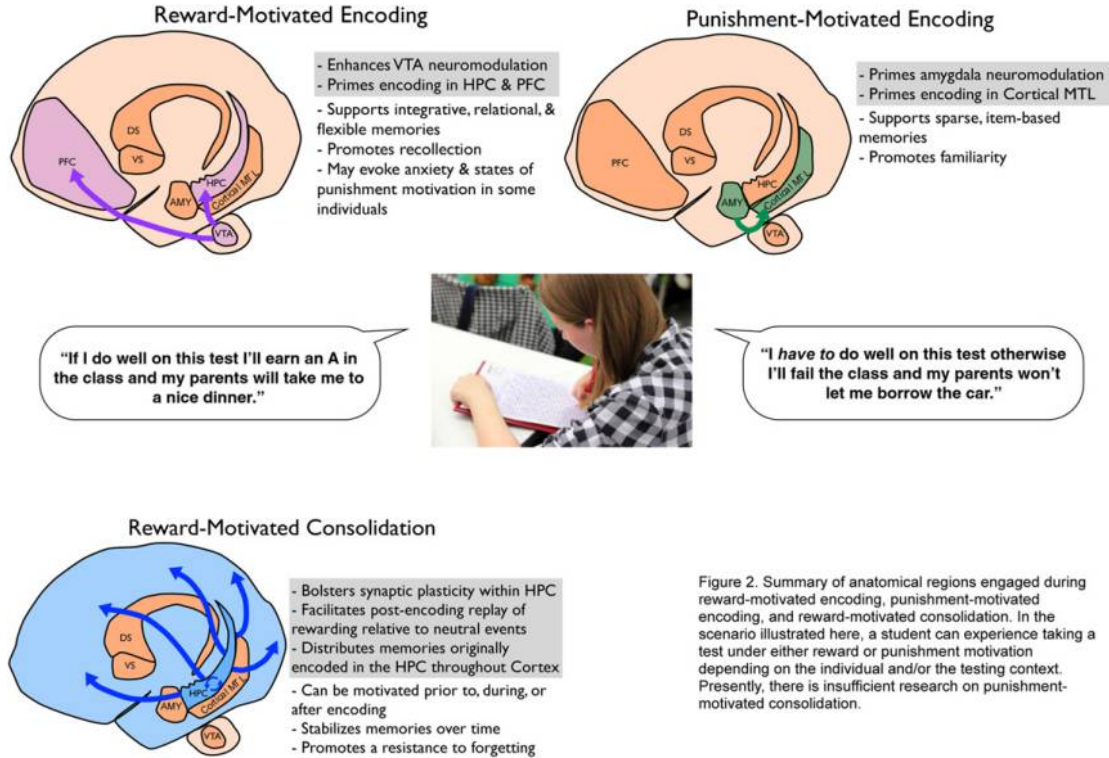 Reward-Motivated Encoding
PFC
DS
VS
AMY
HPC
Cortical MTL
VTA
- Enhances VTA neuromodulation
- Primes encoding in HPC & PFC
- Supports integrative, relational, &
flexible memories
- Promotes recollection
- May evoke anxiety & states of
punishment motivation in some
individuals
Punishment-Motivated Encoding
PFC
DS
VS
AMY
HPC
Cortical MTL
VTA
- Primes amygdala neuromodulation
- Primes encoding in Cortical MTL
- Supports sparse, item-based
memories
- Promotes familiarity
“If I do well on this test I’ll earn an A in
the class and my parents will take me to
a nice dinner.”
“I have to do well on this test otherwise
I’ll fail the class and my parents won’t
let me borrow the car.”
Reward-Motivated Consolidation
DS
VS
AMY
HPC
Cortical MTL
VTA
- Bolsters synaptic plasticity within HPC
- Facilitates post-encoding replay of
rewarding relative to neutral events
- Distributes memories originally
encoded in the HPC throughout Cortex
- Can be motivated prior to, during, or
after encoding
- Stabilizes memories over time
- Promotes a resistance to forgetting
Figure 2. Summary of anatomical regions engaged during
reward-motivated encoding, punishment-motivated
encoding, and reward-motivated consolidation. In the
scenario illustrated here, a student can experience taking a
test under either reward or punishment motivation
depending on the individual and/or the testing context.
Presently, there is insufficient research on punishment-
motivated consolidation.